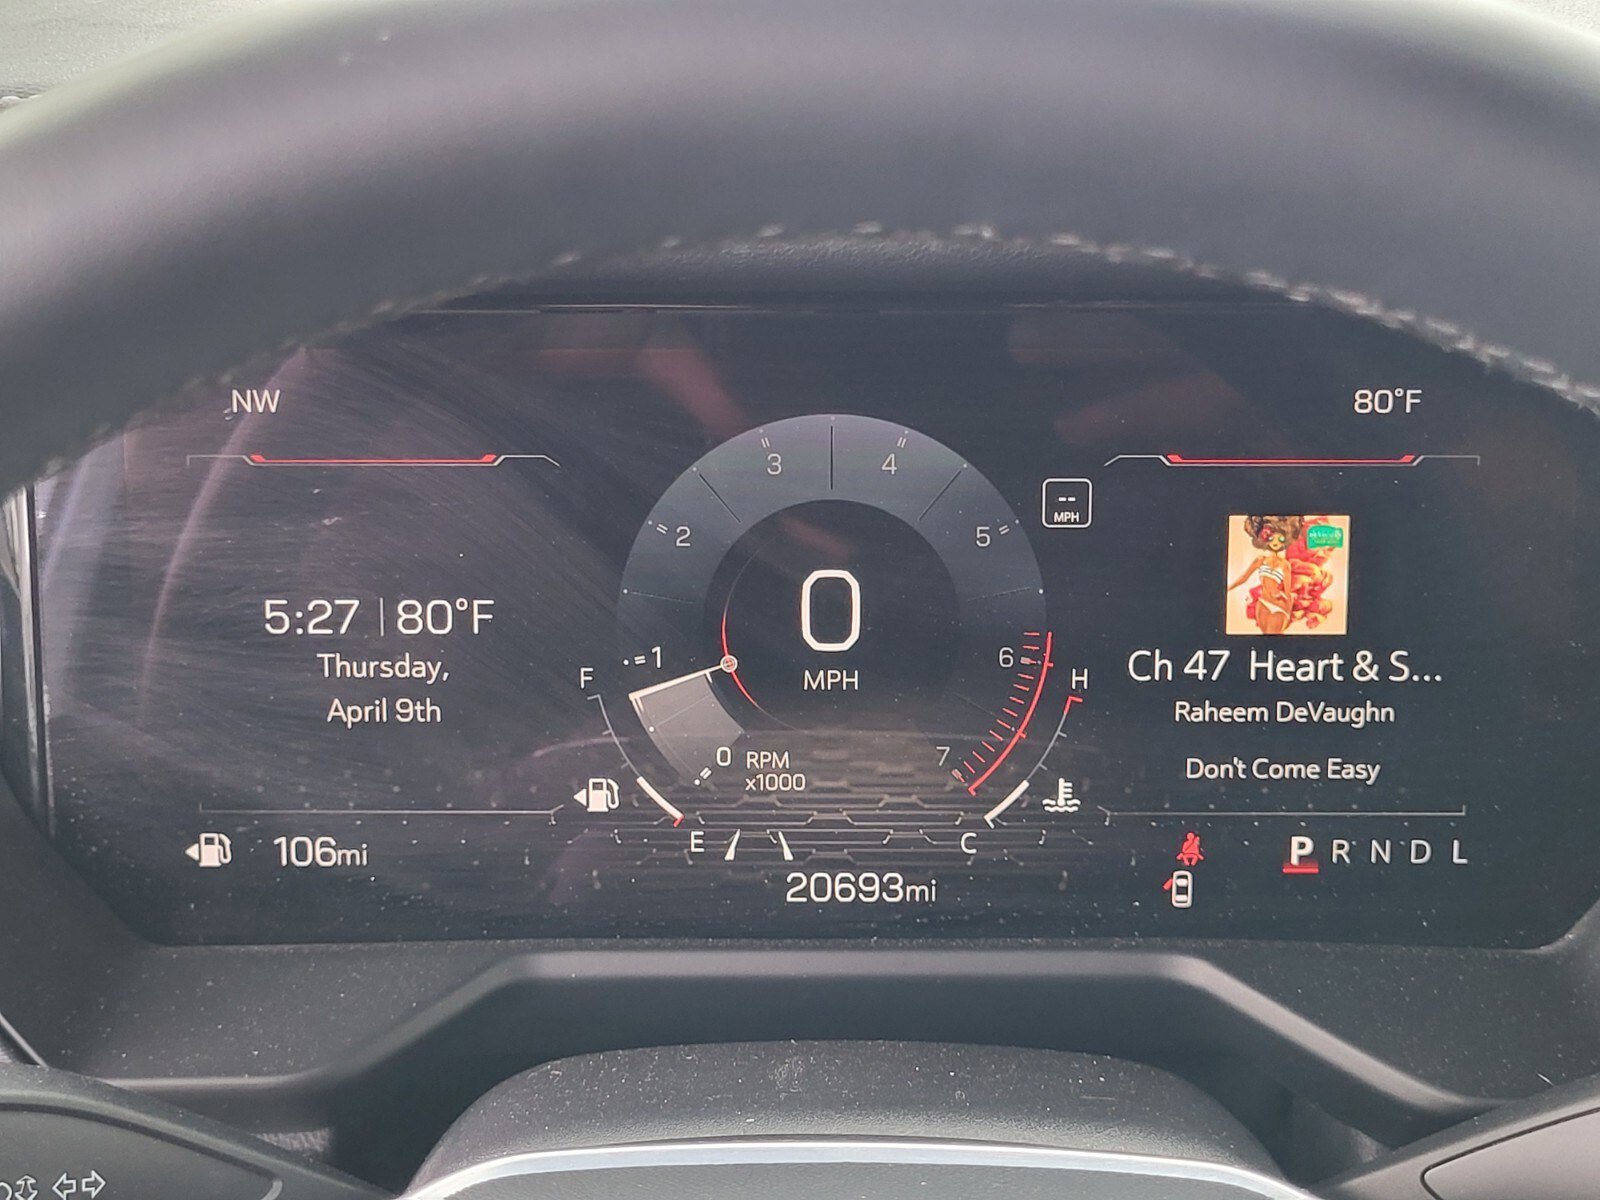 NW
80°F
3
4
2
5
--
MPH
5:27 | 80°F
Thursday,
April 9th
0
MPH
1
6
F
H
Ch 47 Heart & S...
Raheem DeVaughn
Don't Come Easy
0
RPM
x1000
7
E
C
106mi
20693mi
P R N D L